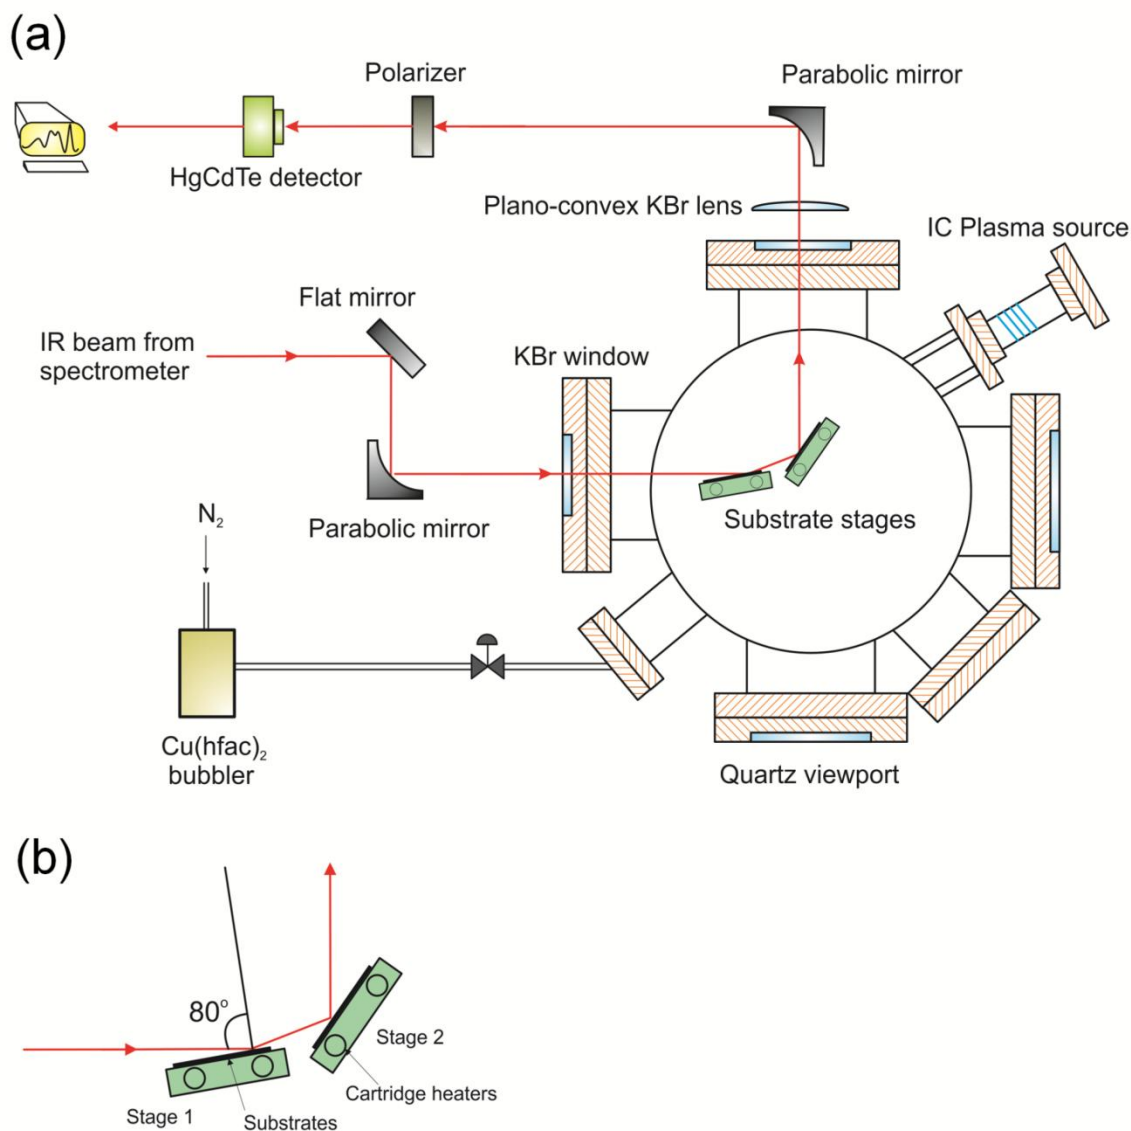 (a)
Polarizer
Parabolic mirror
HgCdTe detector
Plano-convex KBr lens
IC Plasma source
Flat mirror
IR beam from
spectrometer
KBr window
Parabolic mirror
Substrate stages
N₂
Cu(hfac)₂
bubbler
Quartz viewport
(b)
80°
Stage 2
Cartridge heaters
Stage 1
Substrates